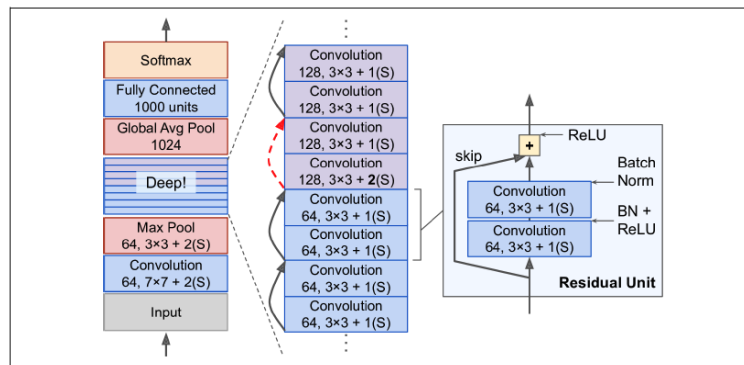 Softmax
Fully Connected
1000 units
Global Avg Pool
1024
Deep!
Max Pool
64, 3×3 + 2(S)
Convolution
64, 7×7 + 2(S)
Input
Convolution
128, 3×3 + 1(S)
Convolution
128, 3×3 + 1(S)
Convolution
128, 3×3 + 1(S)
Convolution
128, 3×3 + 2(S)
Convolution
64, 3×3 + 1(S)
Convolution
64, 3×3 + 1(S)
Convolution
64, 3×3 + 1(S)
Convolution
64, 3×3 + 1(S)
ReLU
+
skip
Batch
Norm
Convolution
64, 3×3 + 1(S)
BN +
ReLU
Convolution
64, 3×3 + 1(S)
Residual Unit